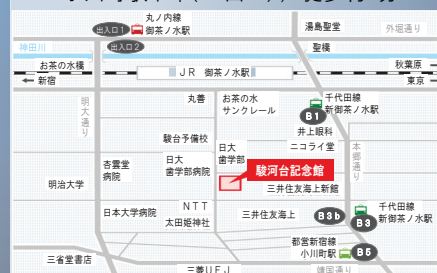 丸ノ内線
御茶ノ水駅
出入口1
出入口2
湯島聖堂
外堀通り
神田川
聖橋
お茶の水橋
秋葉原
← 新宿
JR 御茶ノ水駅
東京
明大通り
丸善
お茶の水
サンクレール
千代田線
新御茶ノ水駅
B1
駿台予備校
井上眼科
ニコライ堂
本郷通り
杏雲堂
病院
日大
歯学部病院
日大
歯学部
駿河台記念館
明治大学
三井住友海上新館
日本大学病院
NTT
太田姫神社
三井住友海上
B3b
B3
千代田線
新御茶ノ水駅
都営新宿線
小川町駅
B5
三省堂書店
三菱UFJ
靖国通り